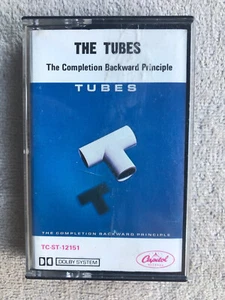 THE TUBES
The Completion Backward Principle
TUBES
THE COMPLETION BACKWARD PRINCIPLE
TC-ST-12151
DOLBY SYSTEM
Capitol